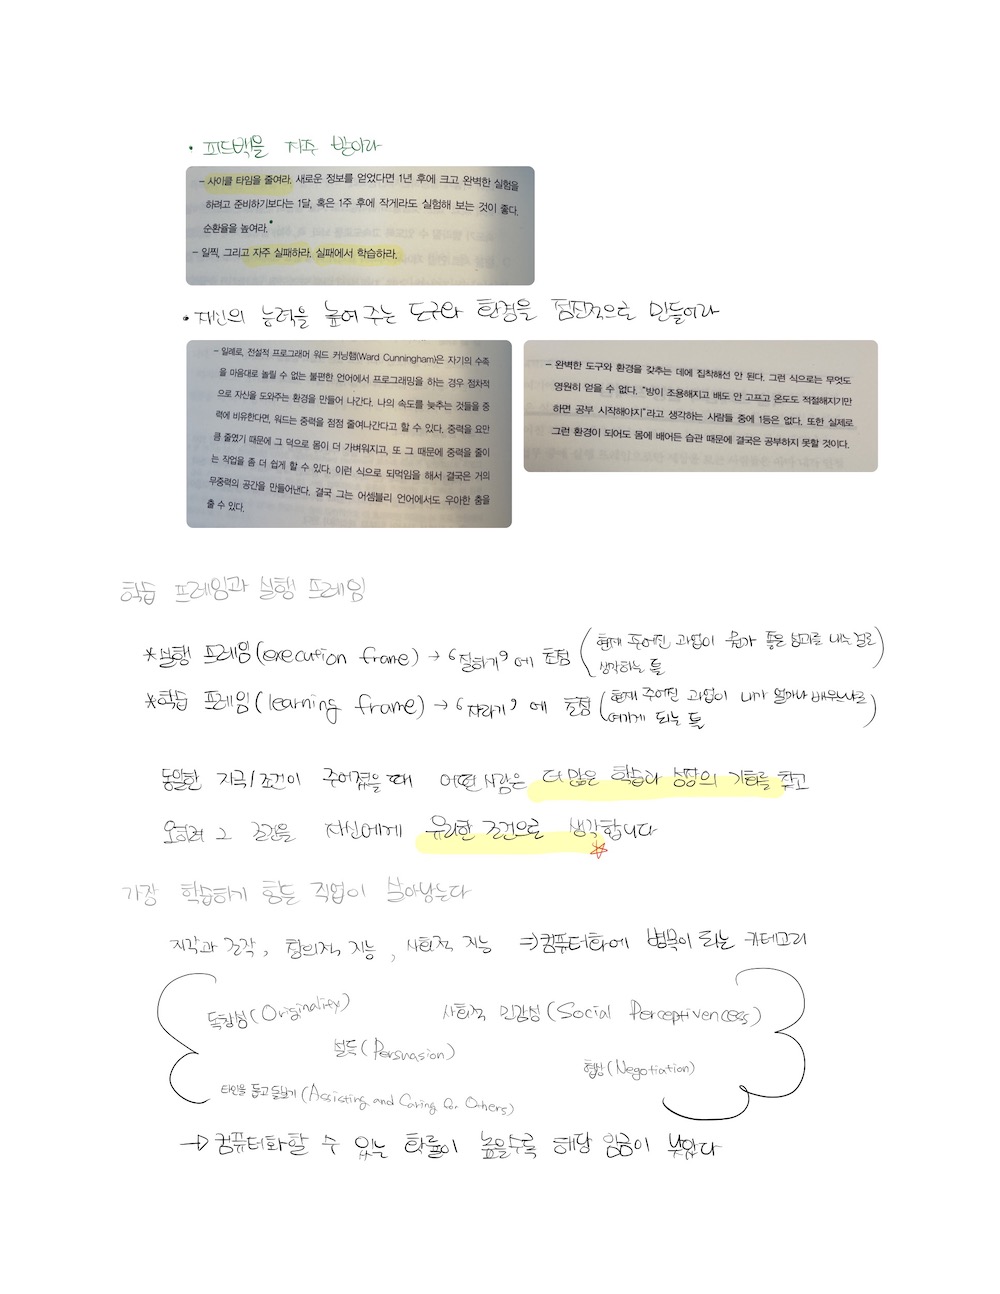 • 피드백을 자주 받아라
- 사이클 타임을 줄여라. 새로운 정보를 얻었다면 1년 후에 크고 완벽한 실험을
하려고 준비하기보다는 1달, 혹은 1주 후에 작게라도 실험해 보는 것이 좋다.
순환율을 높여라.
- 일찍, 그리고 자주 실패하라. 실패에서 학습하라.
• 자신의 능력을 높여 주는 도구와 환경을 점진적으로 만들어라
- 일례로, 전설적 프로그래머 워드 커닝햄(Ward Cunningham)은 자기의 수족
을 마음대로 놀릴 수 없는 불편한 언어에서 프로그래밍을 하는 경우 점차적
으로 자신을 도와주는 환경을 만들어 나간다. 나의 속도를 늦추는 것들을 중
력에 비유한다면, 워드는 중력을 점점 줄여나간다고 할 수 있다. 중력을 요만
큼 줄였기 때문에 그 덕으로 몸이 더 가벼워지고, 또 그 때문에 중력을 줄이
는 작업을 좀 더 쉽게 할 수 있다. 이런 식으로 되먹임을 해서 결국은 거의
무중력의 공간을 만들어낸다. 결국 그는 어셈블리 언어에서도 우아한 춤을
출 수 있다.
- 완벽한 도구와 환경을 갖추는 데에 집착해선 안 된다. 그런 식으로는 무엇도
영원히 얻을 수 없다. "방이 조용해지고 배도 안 고프고 온도도 적절해지기만
하면 공부 시작해야지"라고 생각하는 사람들 중에 1등은 없다. 또한 실제로
그런 환경이 되어도 몸에 배어든 습관 때문에 결국은 공부하지 못할 것이다.
학습 프레임과 실행 프레임
*실행 프레임(execution frame) → '잘하기'에 초점 (현재 주어진 과업이 뭔가 좋은 성과를 내는 걸로
생각하는 틀)
*학습 프레임(learning frame) → '자라기'에 초점 (현재 주어진 과업이 내가 얼마나 배우느냐로
여기게 되는 틀)
동일한 자극/조건이 주어졌을 때 어떤 사람은 더 많은 학습과 성장의 기회를 찾고
오히려 그 조건을 자신에게 유리한 조건으로 생각합니다
가장 학습하기 힘든 직업이 살아남는다
지각과 조작, 창의적 지능, 사회적 지능 ⇒ 컴퓨터화에 병목이 되는 카테고리
독창성(Originality)
사회적 민감성(Social Perceptiveness)
설득(Persuasion)
협상(Negotiation)
타인을 돕고 돌보기(Assisting and Caring for Others)
→ 컴퓨터화할 수 있는 확률이 높을수록 해당 임금이 낮았다